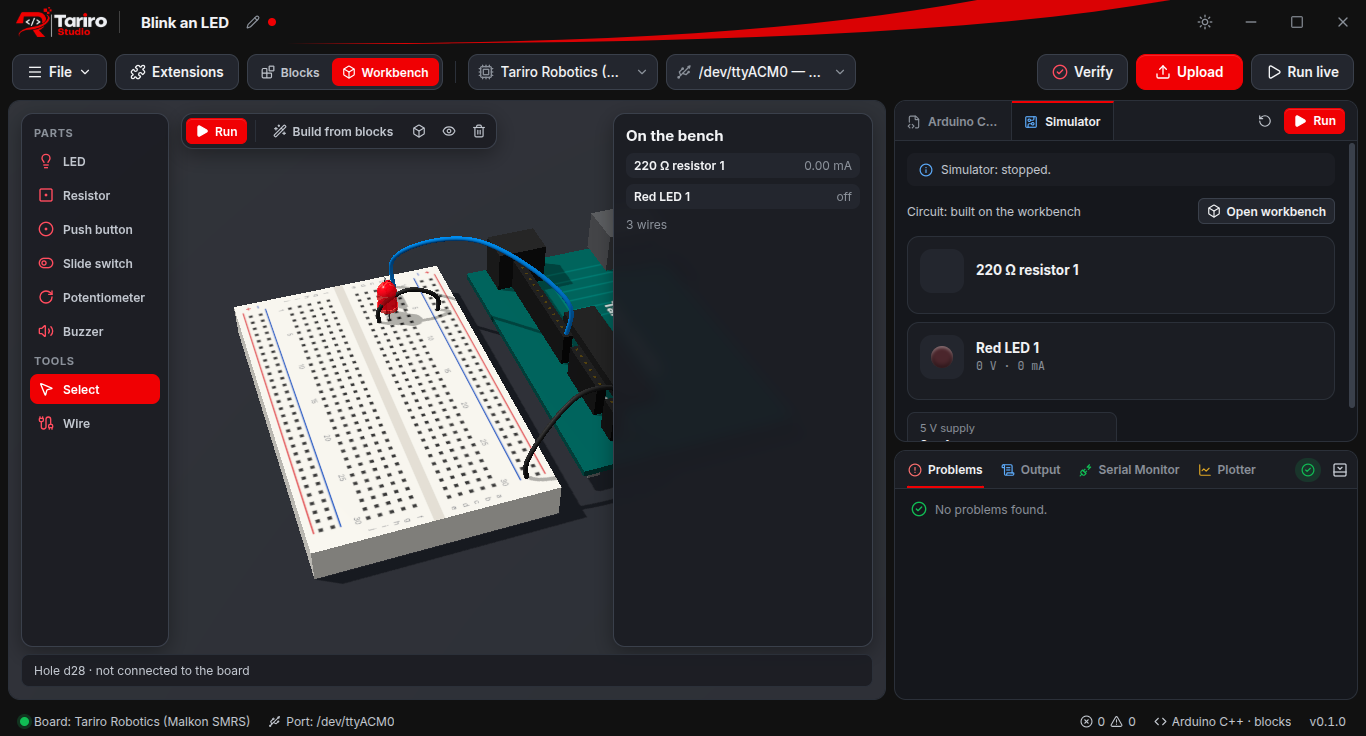 Tariro
Studio
Blink an LED
File
Extensions
Blocks
Workbench
Tariro Robotics (...
/dev/ttyACM0 — ...
Verify
Upload
Run live
PARTS
LED
Resistor
Push button
Slide switch
Potentiometer
Buzzer
TOOLS
Select
Wire
Run
Build from blocks
On the bench
220 Ω resistor 1
0.00 mA
Red LED 1
off
3 wires
Hole d28 · not connected to the board
Arduino C...
Simulator
Run
Simulator: stopped.
Circuit: built on the workbench
Open workbench
220 Ω resistor 1
Red LED 1
0 V · 0 mA
5 V supply
Problems
Output
Serial Monitor
Plotter
No problems found.
Board: Tariro Robotics (Malkon SMRS)
Port: /dev/ttyACM0
0
0
Arduino C++ · blocks
v0.1.0